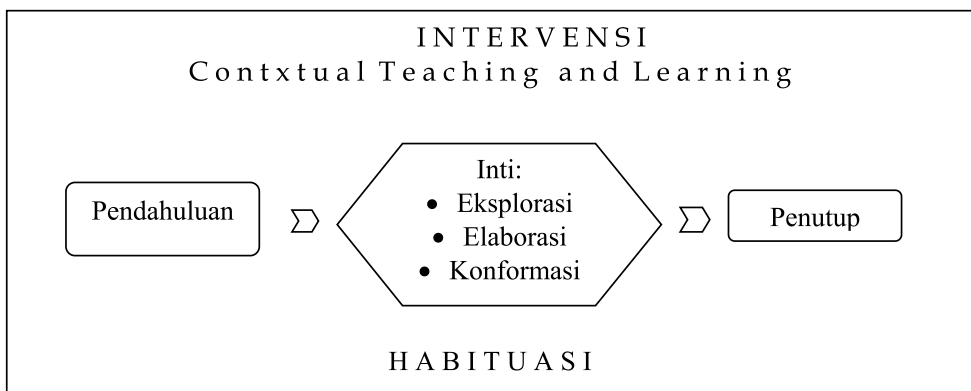 INTERVENSI
Contxtual Teaching and Learning
Pendahuluan
Inti:
• Eksplorasi
• Elaborasi
• Konformasi
Penutup
HABITUASI